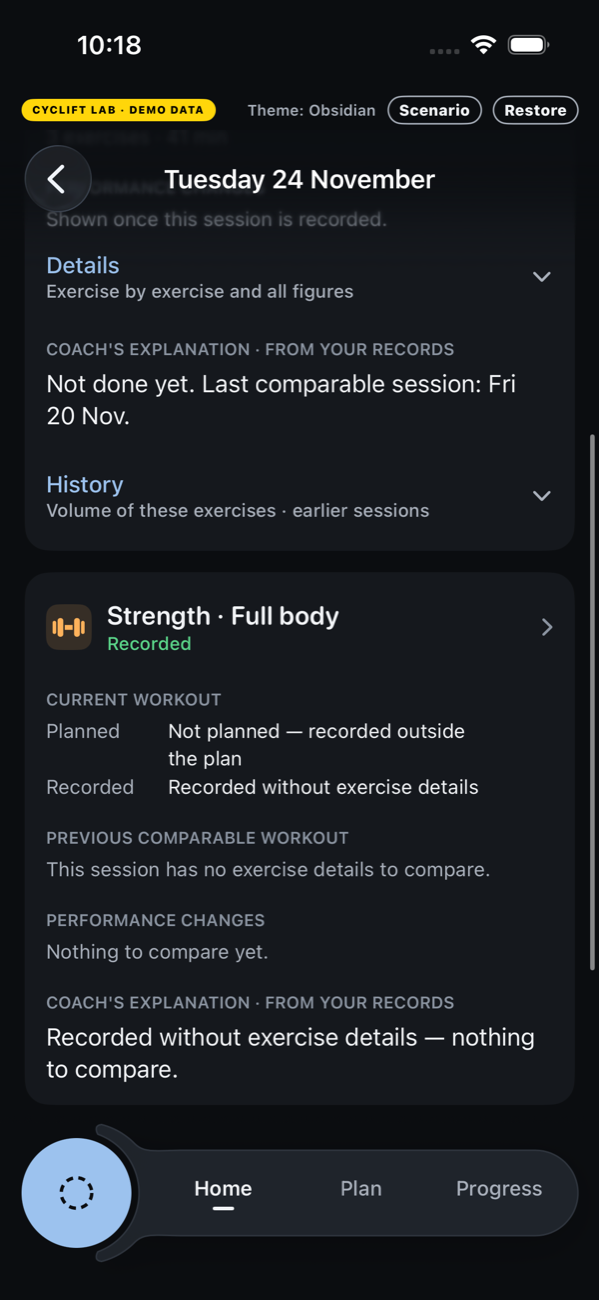 10:18
CYCLIFT LAB · DEMO DATA
Theme: Obsidian
Scenario
Restore
Tuesday 24 November
Shown once this session is recorded.
Details
Exercise by exercise and all figures
COACH'S EXPLANATION · FROM YOUR RECORDS
Not done yet. Last comparable session: Fri
20 Nov.
History
Volume of these exercises · earlier sessions
Strength · Full body
Recorded
CURRENT WORKOUT
Planned
Not planned — recorded outside
the plan
Recorded
Recorded without exercise details
PREVIOUS COMPARABLE WORKOUT
This session has no exercise details to compare.
PERFORMANCE CHANGES
Nothing to compare yet.
COACH'S EXPLANATION · FROM YOUR RECORDS
Recorded without exercise details — nothing
to compare.
Home
Plan
Progress